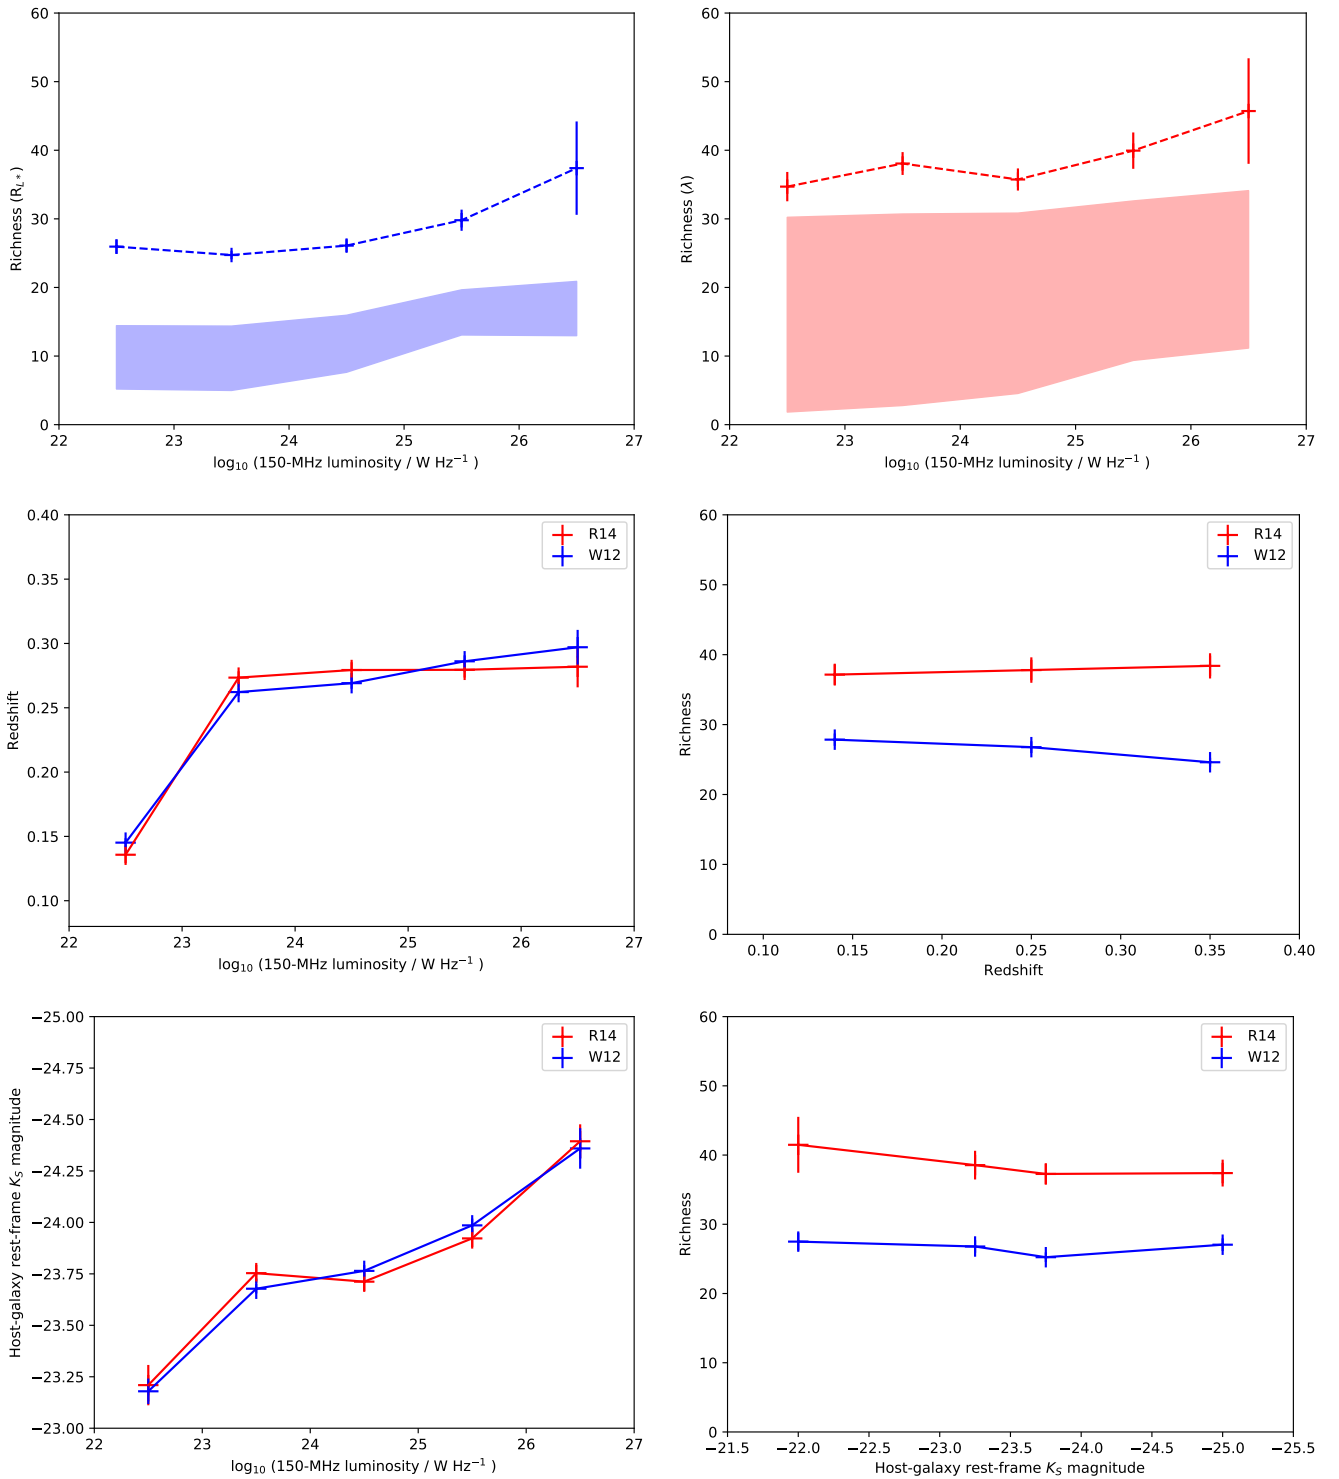 60
50
40
30
20
10
0
Richness (R_{L*})
22 23 24 25 26 27
log₁₀ (150-MHz luminosity / W Hz⁻¹ )
60
50
40
30
20
10
0
Richness (λ)
22 23 24 25 26 27
log₁₀ (150-MHz luminosity / W Hz⁻¹ )
0.40
0.35
0.30
0.25
0.20
0.15
0.10
Redshift
R14
W12
22 23 24 25 26 27
log₁₀ (150-MHz luminosity / W Hz⁻¹ )
60
50
40
30
20
10
0
Richness
R14
W12
0.10 0.15 0.20 0.25 0.30 0.35 0.40
Redshift
−25.00
−24.75
−24.50
−24.25
−24.00
−23.75
−23.50
−23.25
−23.00
Host-galaxy rest-frame K_S magnitude
R14
W12
22 23 24 25 26 27
log₁₀ (150-MHz luminosity / W Hz⁻¹ )
60
50
40
30
20
10
0
Richness
R14
W12
−21.5 −22.0 −22.5 −23.0 −23.5 −24.0 −24.5 −25.0 −25.5
Host-galaxy rest-frame K_S magnitude